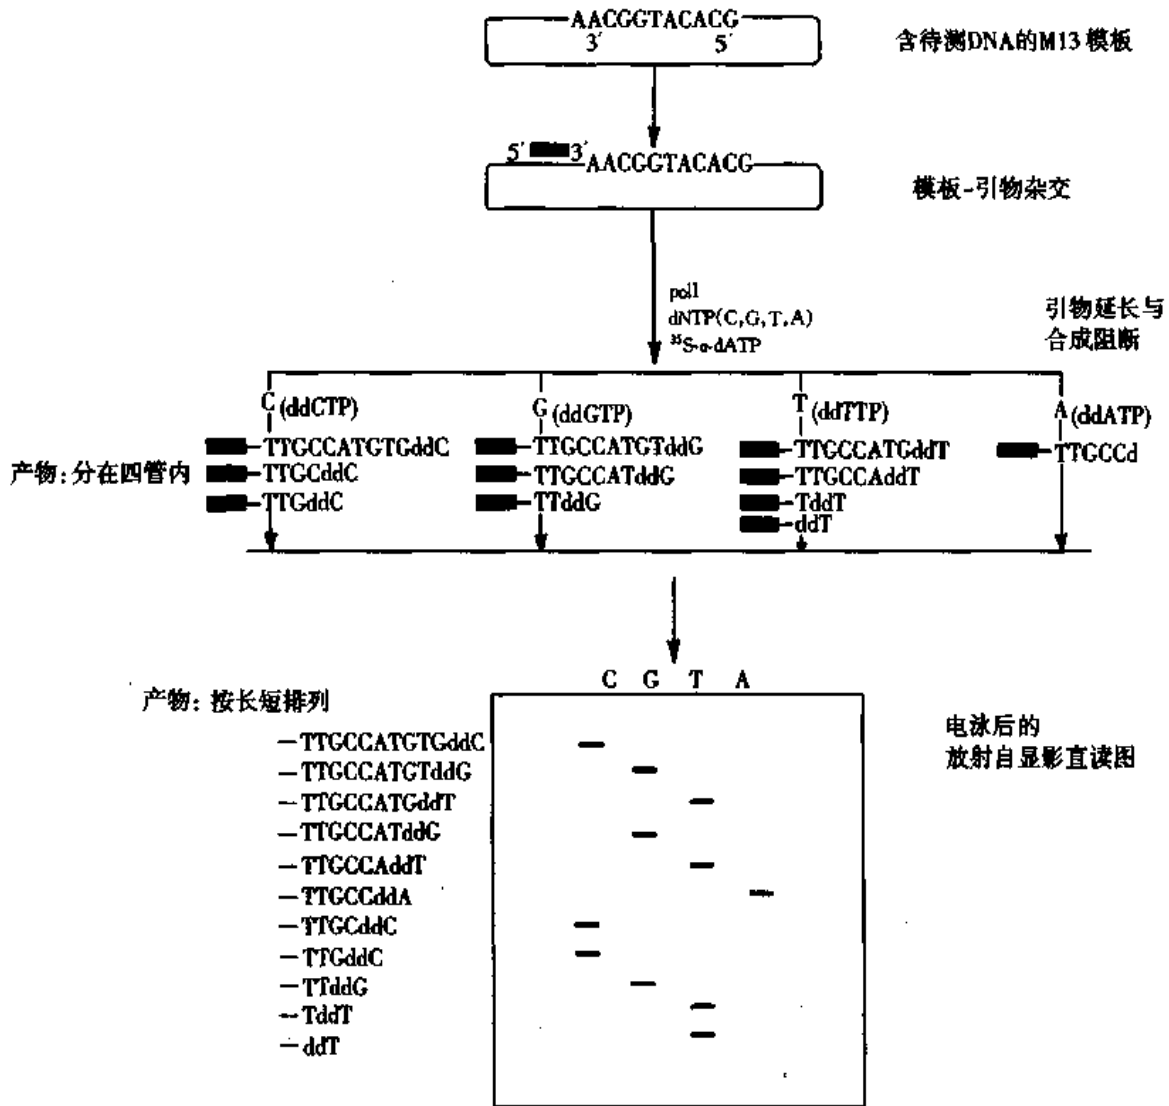 AACGGTACACG
3′ 5′
含待测DNA的M13模板
5′ 3′AACGGTACACG
模板-引物杂交
polI
dNTP(C,G,T,A)
³⁵S-α-dATP
引物延长与
合成阻断
C(ddCTP) G(ddGTP) T(ddTTP) A(ddATP)
产物:分在四管内
TTGCCATGTGddC
TTGCddC
TTGddC
TTGCCATGTddG
TTGCCATddG
TTddG
TTGCCATGddT
TTGCCAddT
TddT
ddT
TTGCCd
C G T A
产物: 按长短排列
电泳后的
放射自显影直读图
—TTGCCATGTGddC
—TTGCCATGTddG
—TTGCCATGddT
—TTGCCATddG
—TTGCCAddT
—TTGCCddA
—TTGCddC
—TTGddC
—TTddG
—TddT
—ddT